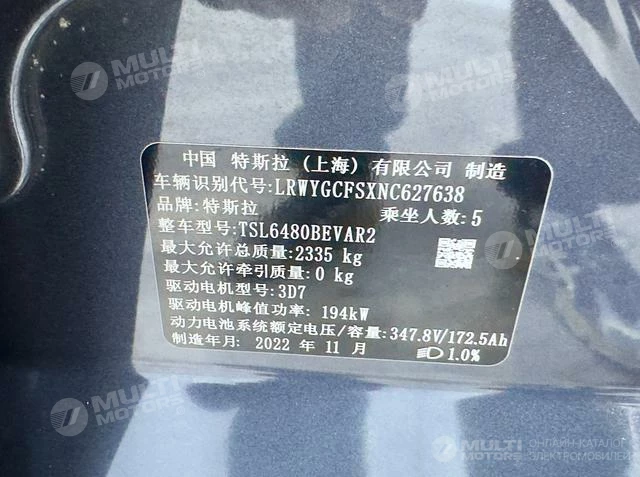 MULTI MOTORS
MULTI MOTORS
中国 特斯拉（上海）有限公司 制造
车辆识别代号:LRWYGCFSXNC627638
品牌:特斯拉 乘坐人数:5
整车型号:TSL6480BEVAR2
最大允许总质量:2335 kg
最大允许牵引质量:0 kg
驱动电机型号:3D7
驱动电机峰值功率: 194kW
动力电池系统额定电压/容量:347.8V/172.5Ah
制造年月: 2022 年 11 月 1.0%
MULTI MOTORS
MULTI MOTORS
ОНЛАЙН-КАТАЛОГ
ЭЛЕКТРОМОБИЛЕЙ